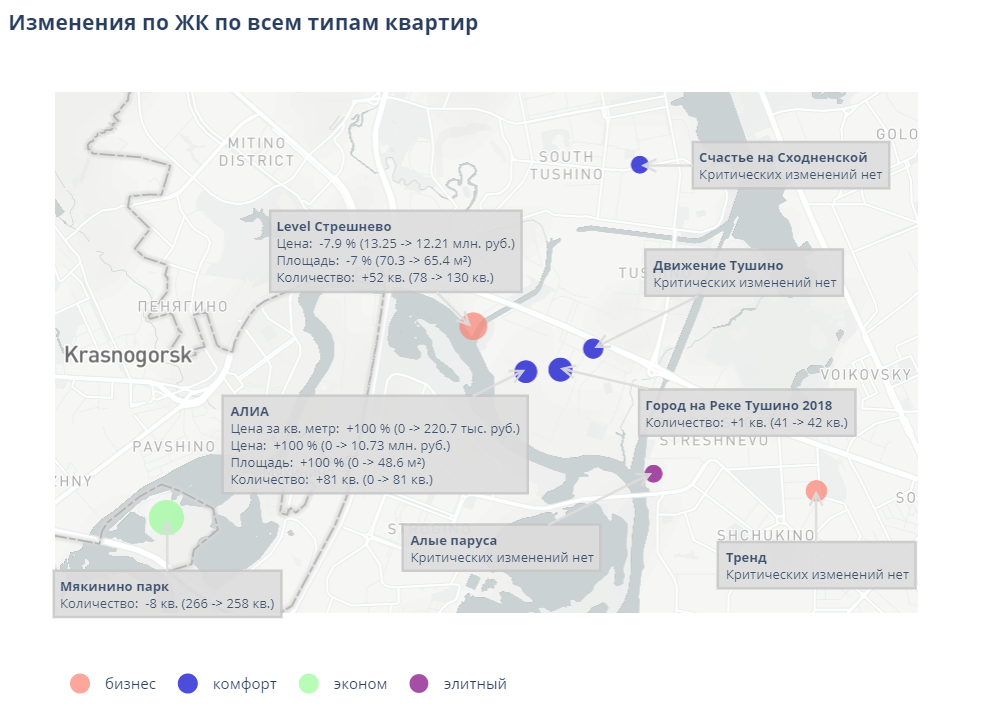 Изменения по ЖК по всем типам квартир
GOLO
MITINO
DISTRICT
SOUTH
TUSHINO
Счастье на Сходненской
Критических изменений нет
Level Стрешнево
Цена: -7.9 % (13.25 -> 12.21 млн. руб.)
Площадь: -7 % (70.3 -> 65.4 м²)
Количество: +52 кв. (78 -> 130 кв.)
TUS
Движение Тушино
Критических изменений нет
ПЕНЯГИНО
Krasnogorsk
VOIKOVSKY
АЛИА
Цена за кв. метр: +100 % (0 -> 220.7 тыс. руб.)
Цена: +100 % (0 -> 10.73 млн. руб.)
Площадь: +100 % (0 -> 48.6 м²)
Количество: +81 кв. (0 -> 81 кв.)
Город на Реке Тушино 2018
Количество: +1 кв. (41 -> 42 кв.)
STRESHNEVO
PAVSHINO
ZHNY
SO
S
SHCHUKINO
Алые паруса
Критических изменений нет
Тренд
Критических изменений нет
Мякинино парк
Количество: -8 кв. (266 -> 258 кв.)
бизнес комфорт эконом элитный